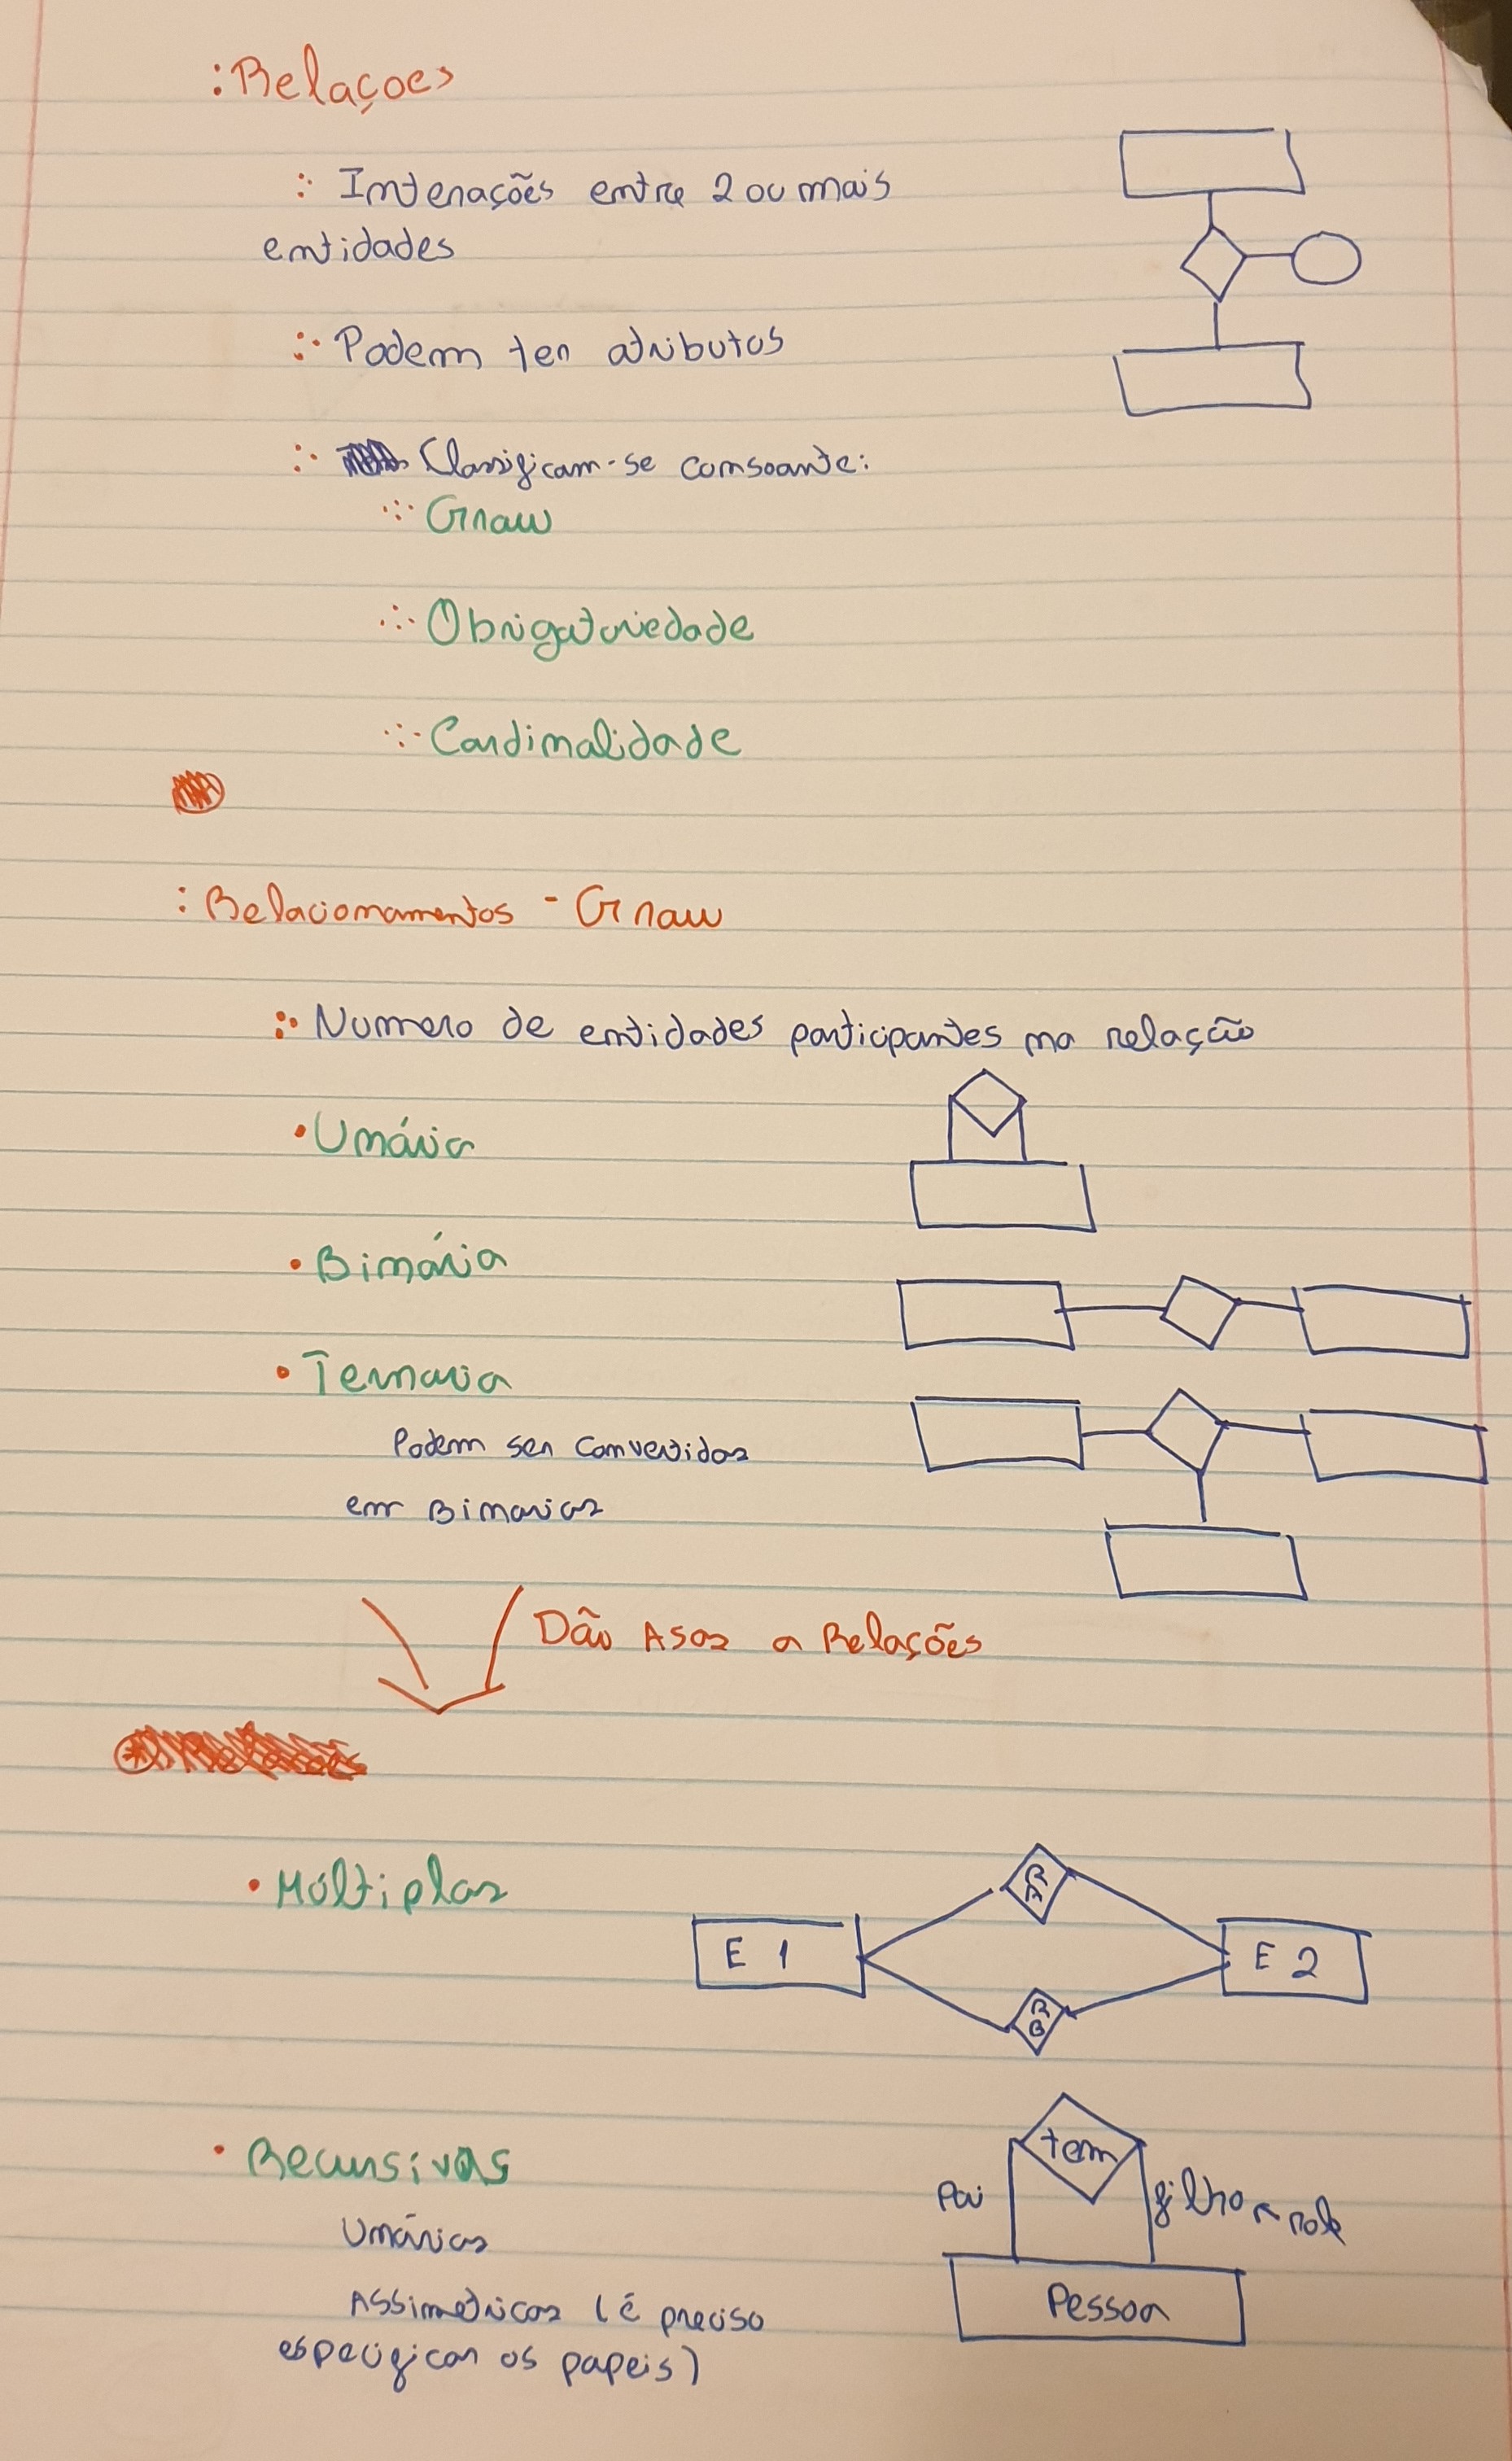 : Relaçoes
:· Interações entre 2 ou mais
entidades
:· Podem ter atributos
:· Classificam-se consoante:
Grau
Obrigatoriedade
Cardinalidade
: Relacionamentos - Grau
:· Numero de entidades participantes na relação
• Unária
• Binária
• Ternaria
Podem ser convertidas
em Binarias
Dão Asas a Relações
• Múltiplas
R A
E 1
E 2
R B
• Recursivas
tem
Pai
filho ← role
Unárias
Pessoa
Assimetricas (é preciso
especificar os papeis)